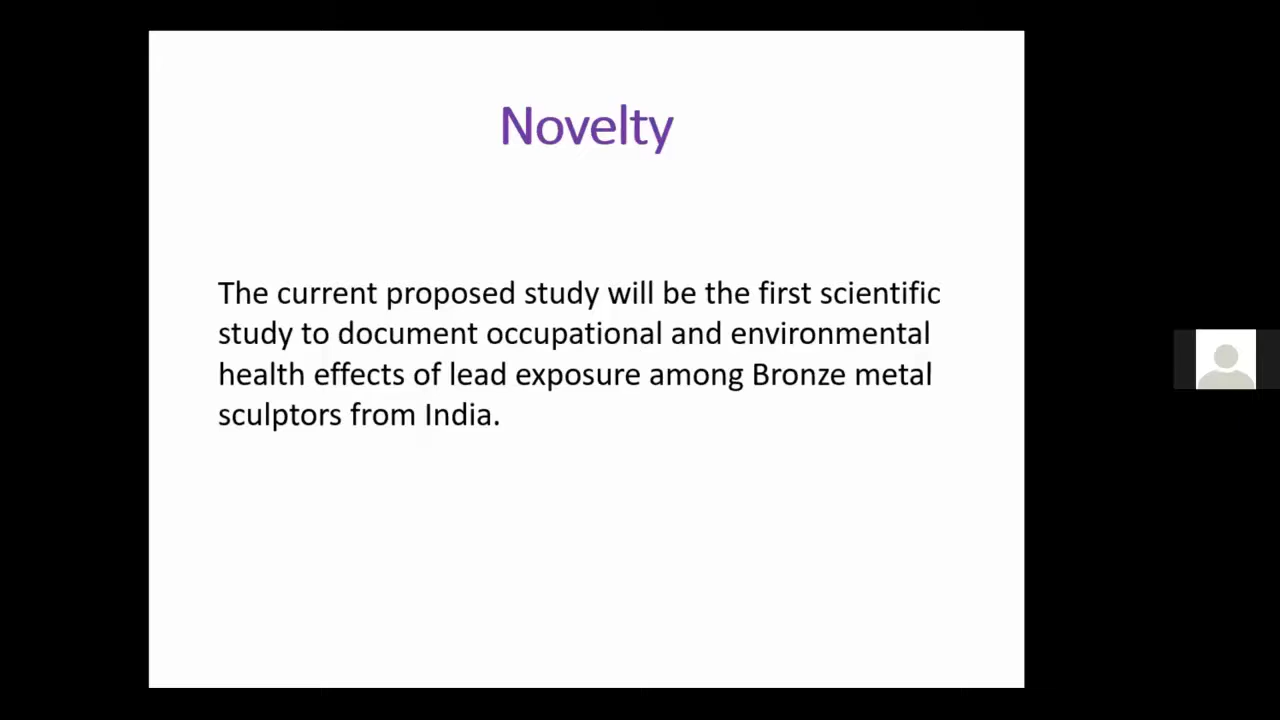 Novelty
The current proposed study will be the first scientific
study to document occupational and environmental
health effects of lead exposure among Bronze metal
sculptors from India.